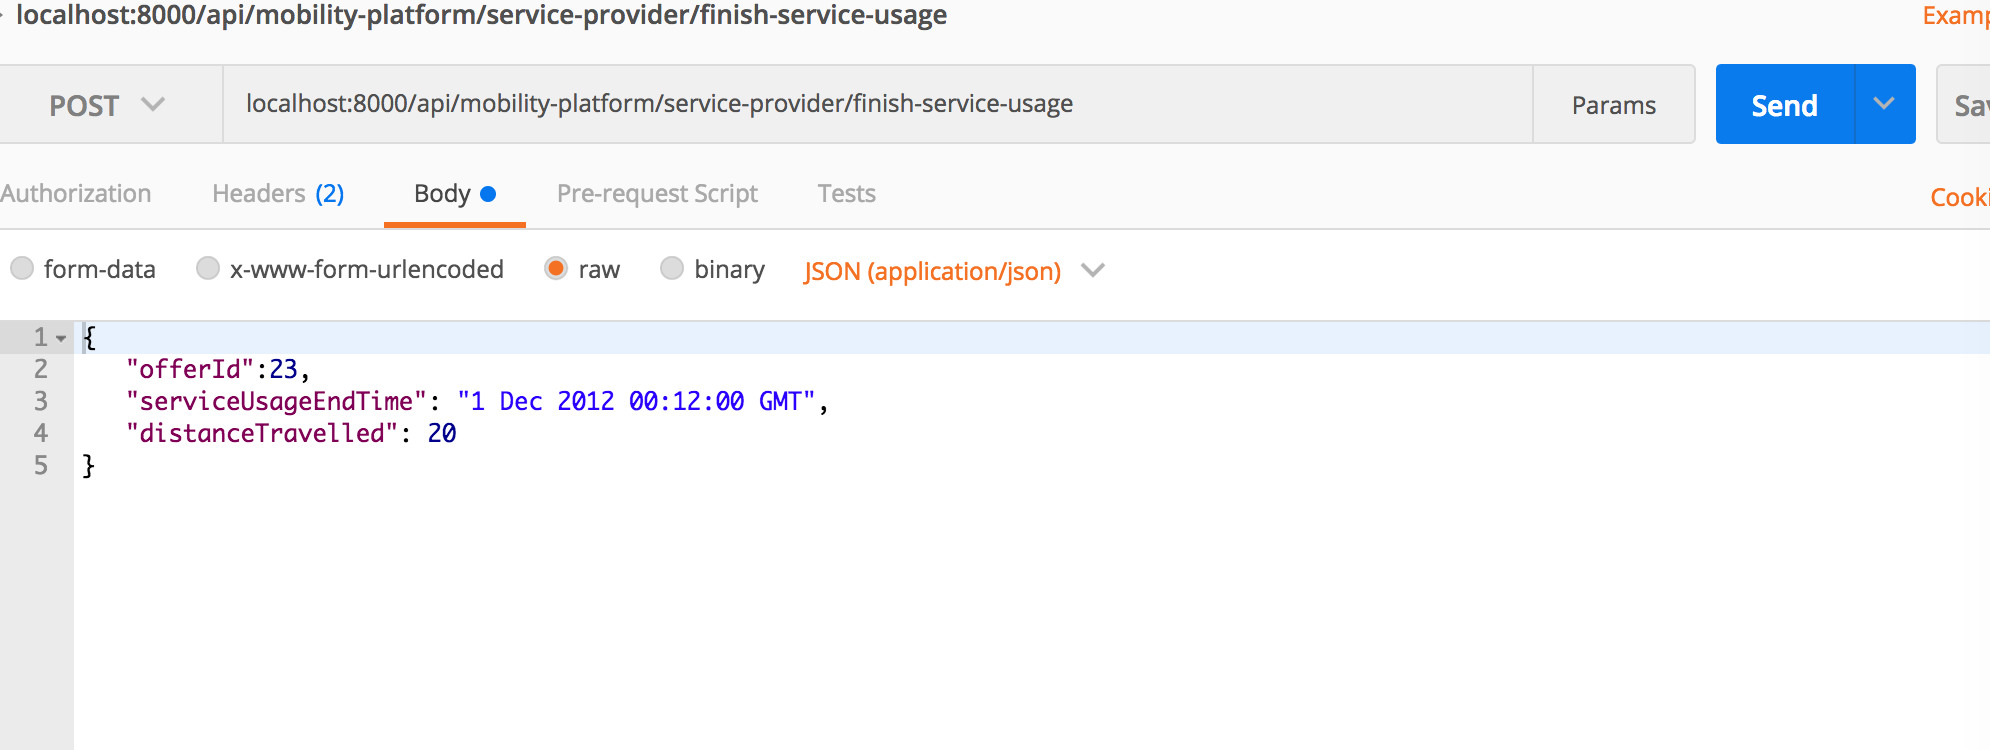 localhost:8000/api/mobility-platform/service-provider/finish-service-usage
Examp
POST localhost:8000/api/mobility-platform/service-provider/finish-service-usage Params Send Sav
Authorization Headers (2) Body Pre-request Script Tests Cooki
form-data x-www-form-urlencoded raw binary JSON (application/json)
1 {
2 "offerId":23,
3 "serviceUsageEndTime": "1 Dec 2012 00:12:00 GMT",
4 "distanceTravelled": 20
5 }